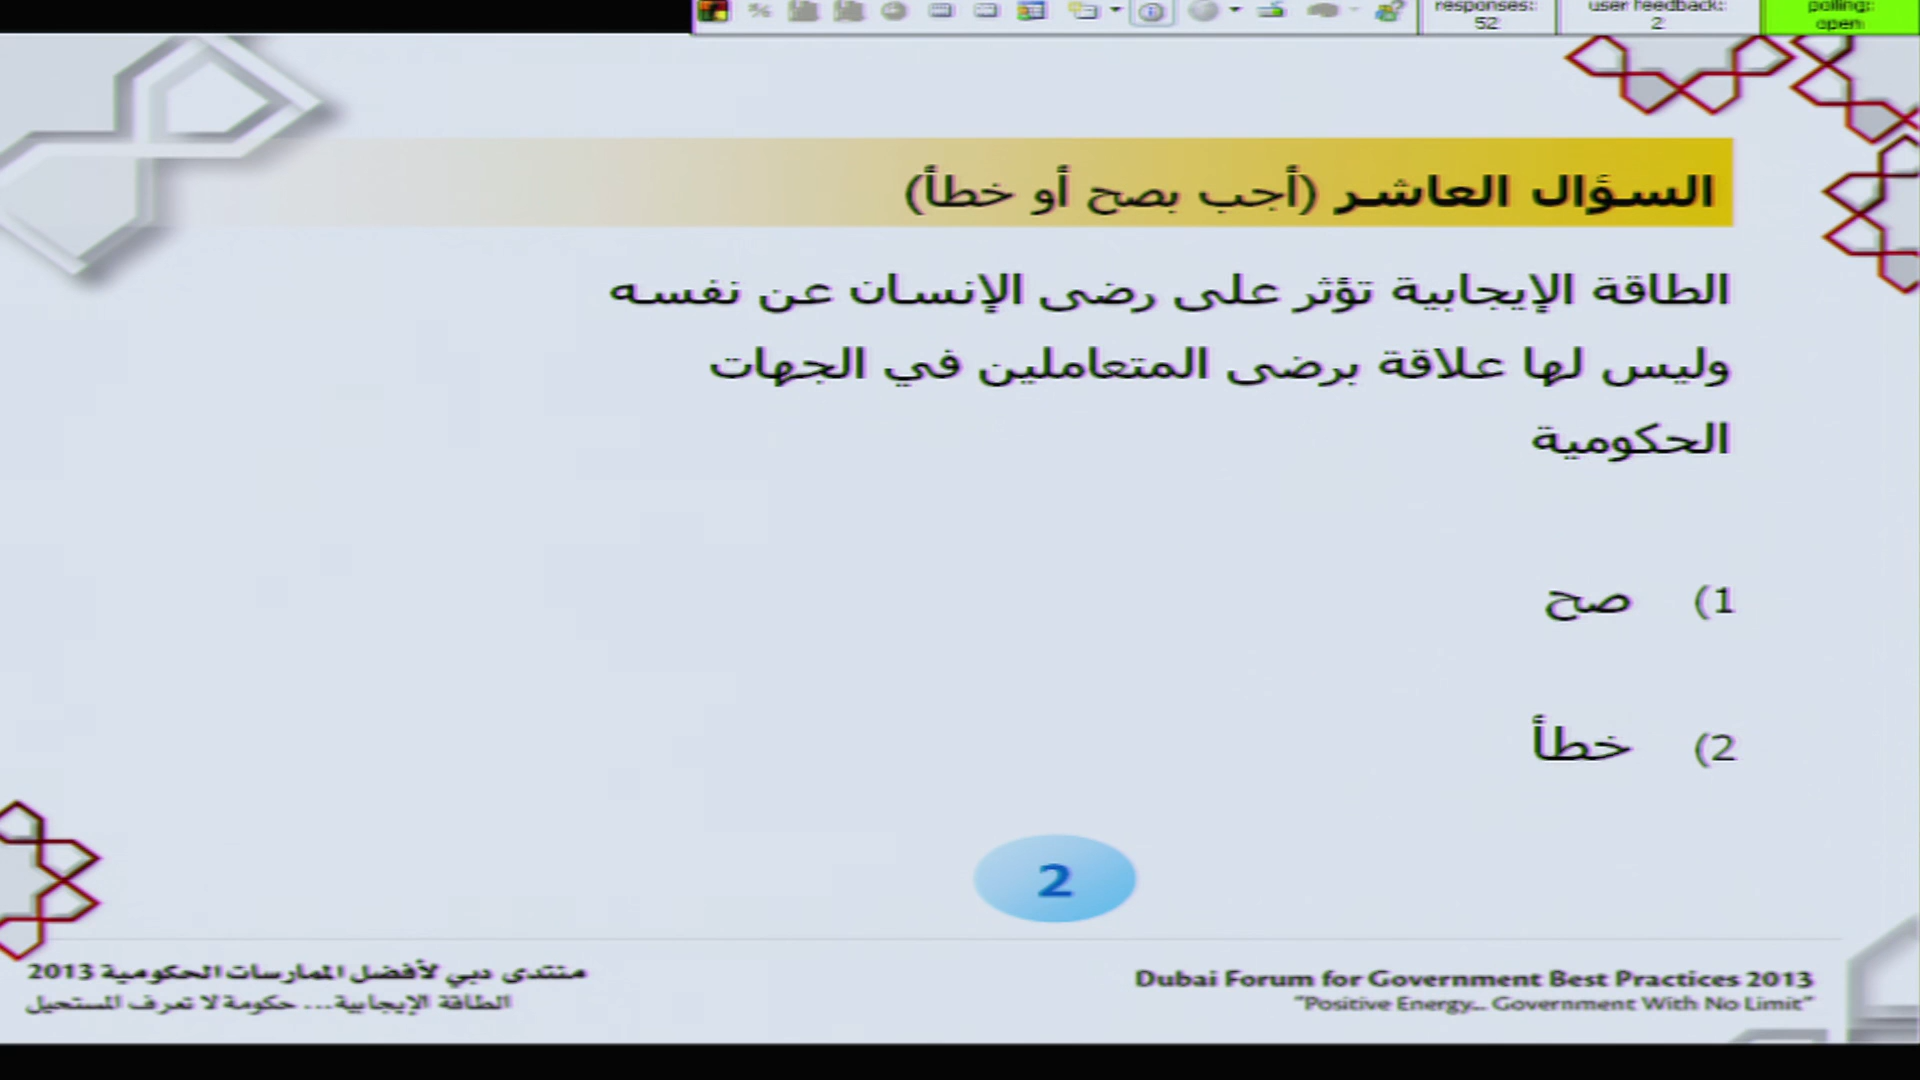 responses:
52
user feedback:
2
polling:
open
السؤال العاشر (أجب بصح أو خطأ)
الطاقة الإيجابية تؤثر على رضى الإنسان عن نفسه
وليس لها علاقة برضى المتعاملين في الجهات
الحكومية
1) صح
2) خطأ
2
منتدى دبي لأفضل الممارسات الحكومية 2013
الطاقة الإيجابية... حكومة لا تعرف المستحيل
Dubai Forum for Government Best Practices 2013
"Positive Energy... Government With No Limit"